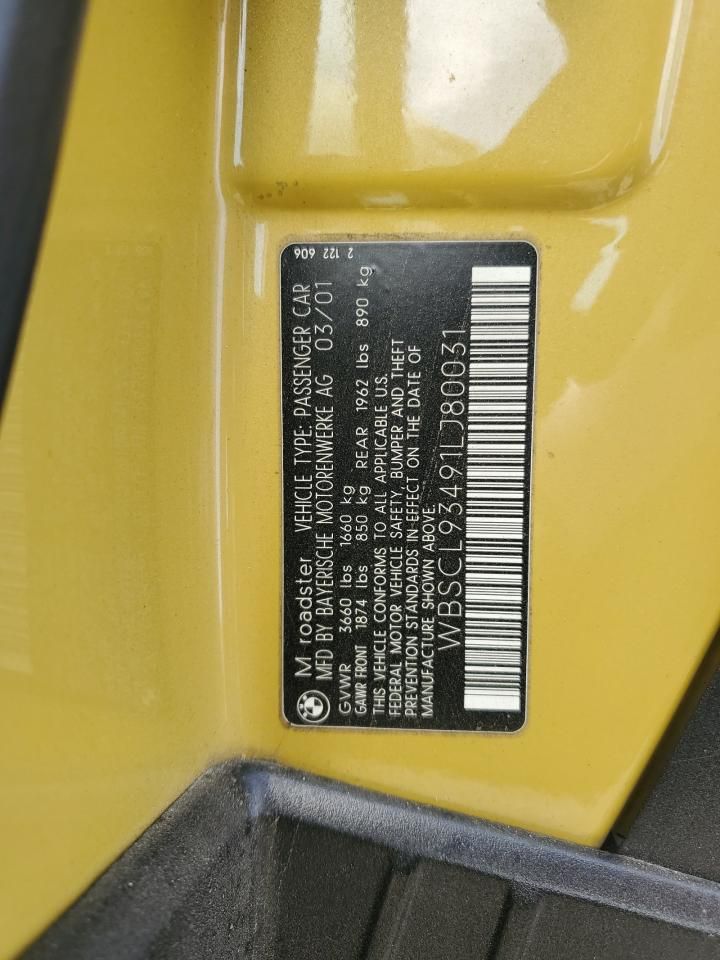 M roadster VEHICLE TYPE: PASSENGER CAR
MFD BY BAYERISCHE MOTORENWERKE AG 03/01
GVWR 3660 lbs 1660 kg
GAWR FRONT 1874 lbs 850 kg REAR 1962 lbs 890 kg
THIS VEHICLE CONFORMS TO ALL APPLICABLE U.S.
FEDERAL MOTOR VEHICLE SAFETY, BUMPER AND THEFT
PREVENTION STANDARDS IN EFFECT ON THE DATE OF
MANUFACTURE SHOWN ABOVE:
WBSCL93491LJ80031
2 122 606